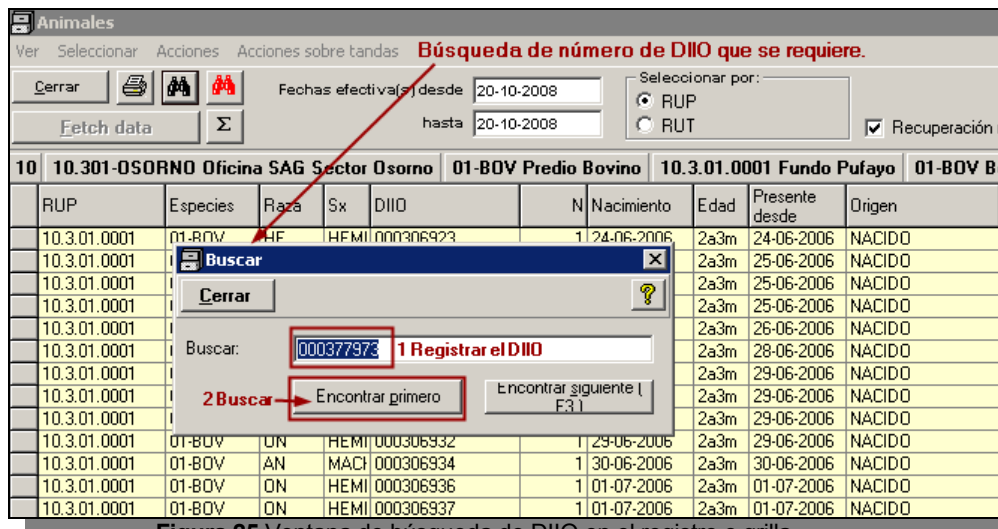 Animales
Ver Seleccionar Acciones Acciones sobre tandas Búsqueda de número de DIIO que se requiere.
Cerrar Fechas efectiva(s) desde 20-10-2008 Seleccionar por:
RUP
Fetch data Σ hasta 20-10-2008 RUT Recuperación
10 10.301-OSORNO Oficina SAG Sector Osorno 01-BOV Predio Bovino 10.3.01.0001 Fundo Pufayo 01-BOV B
RUP Especies Raza Sx DIIO N Nacimiento Edad Presente desde Origen
10.3.01.0001 01-BOV HE HEMI 000306923 1 24-06-2006 2a3m 24-06-2006 NACIDO
10.3.01.0001 Buscar 2a3m 25-06-2006 NACIDO
10.3.01.0001 2a3m 25-06-2006 NACIDO
10.3.01.0001 Cerrar ? 2a3m 25-06-2006 NACIDO
10.3.01.0001 2a3m 26-06-2006 NACIDO
10.3.01.0001 Buscar: 000377973 1 Registrar el DIIO 2a3m 28-06-2006 NACIDO
10.3.01.0001 2a3m 29-06-2006 NACIDO
10.3.01.0001 2 Buscar Encontrar primero Encontrar siguiente ( F3 ) 2a3m 29-06-2006 NACIDO
10.3.01.0001 2a3m 29-06-2006 NACIDO
10.3.01.0001 01-BOV ON HEMI 000306932 1 29-06-2006 2a3m 29-06-2006 NACIDO
10.3.01.0001 01-BOV AN MACH 000306934 1 30-06-2006 2a3m 30-06-2006 NACIDO
10.3.01.0001 01-BOV ON HEMI 000306936 1 01-07-2006 2a3m 01-07-2006 NACIDO
10.3.01.0001 01-BOV ON HEMI 000306937 1 01-07-2006 2a3m 01-07-2006 NACIDO